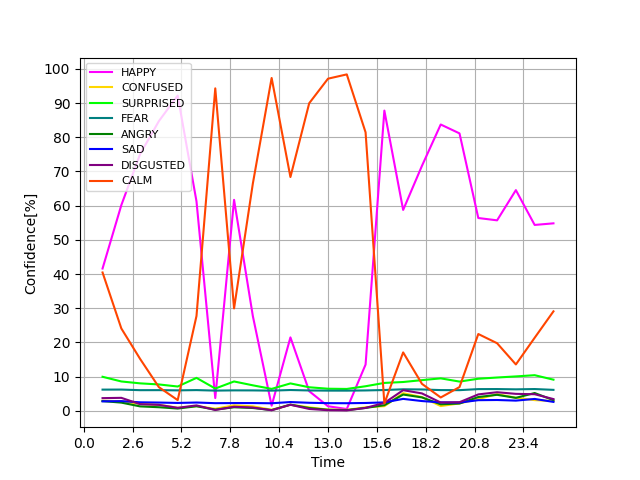 100
90
80
70
60
50
40
30
20
10
0
Confidence[%]
HAPPY
CONFUSED
SURPRISED
FEAR
ANGRY
SAD
DISGUSTED
CALM
0.0 2.6 5.2 7.8 10.4 13.0 15.6 18.2 20.8 23.4
Time